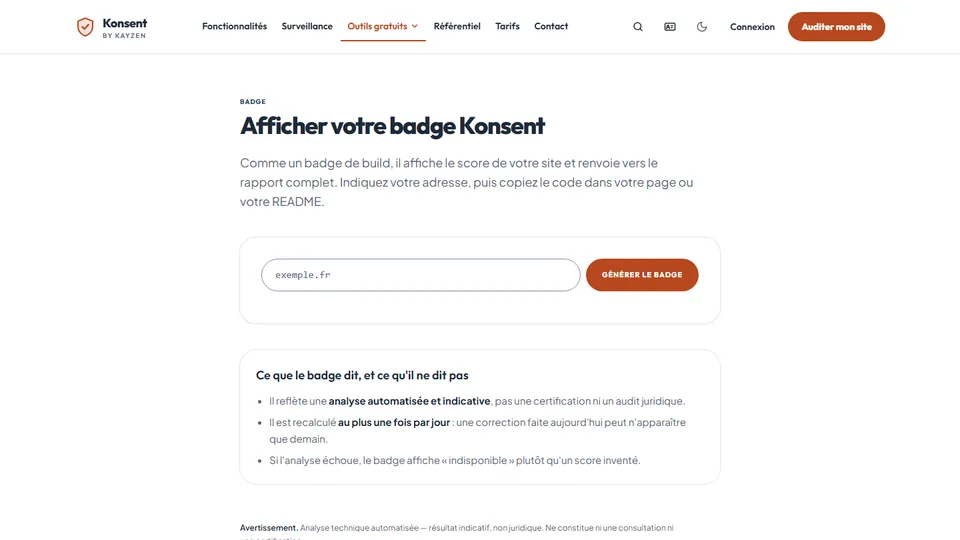 Konsent
BY KAYZEN
Fonctionnalités
Surveillance
Outils gratuits
Référentiel
Tarifs
Contact
Connexion
Auditer mon site
BADGE
Afficher votre badge Konsent
Comme un badge de build, il affiche le score de votre site et renvoie vers le
rapport complet. Indiquez votre adresse, puis copiez le code dans votre page ou
votre README.
exemple.fr
GÉNÉRER LE BADGE
Ce que le badge dit, et ce qu'il ne dit pas
• Il reflète une analyse automatisée et indicative, pas une certification ni un audit juridique.
• Il est recalculé au plus une fois par jour : une correction faite aujourd'hui peut n'apparaître
que demain.
• Si l'analyse échoue, le badge affiche « indisponible » plutôt qu'un score inventé.
Avertissement. Analyse technique automatisée — résultat indicatif, non juridique. Ne constitue ni une consultation ni